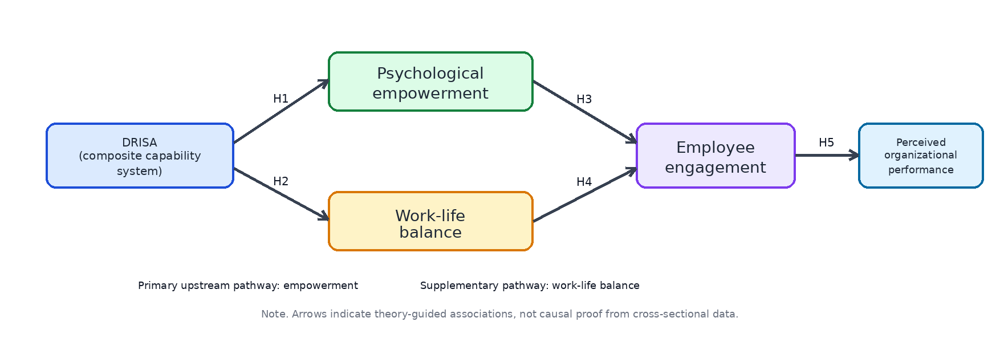 Psychological
empowerment
H1
H3
DRISA
(composite capability
system)
Employee
engagement
H5
Perceived
organizational
performance
H2
H4
Work-life
balance
Primary upstream pathway: empowerment
Supplementary pathway: work-life balance
Note. Arrows indicate theory-guided associations, not causal proof from cross-sectional data.